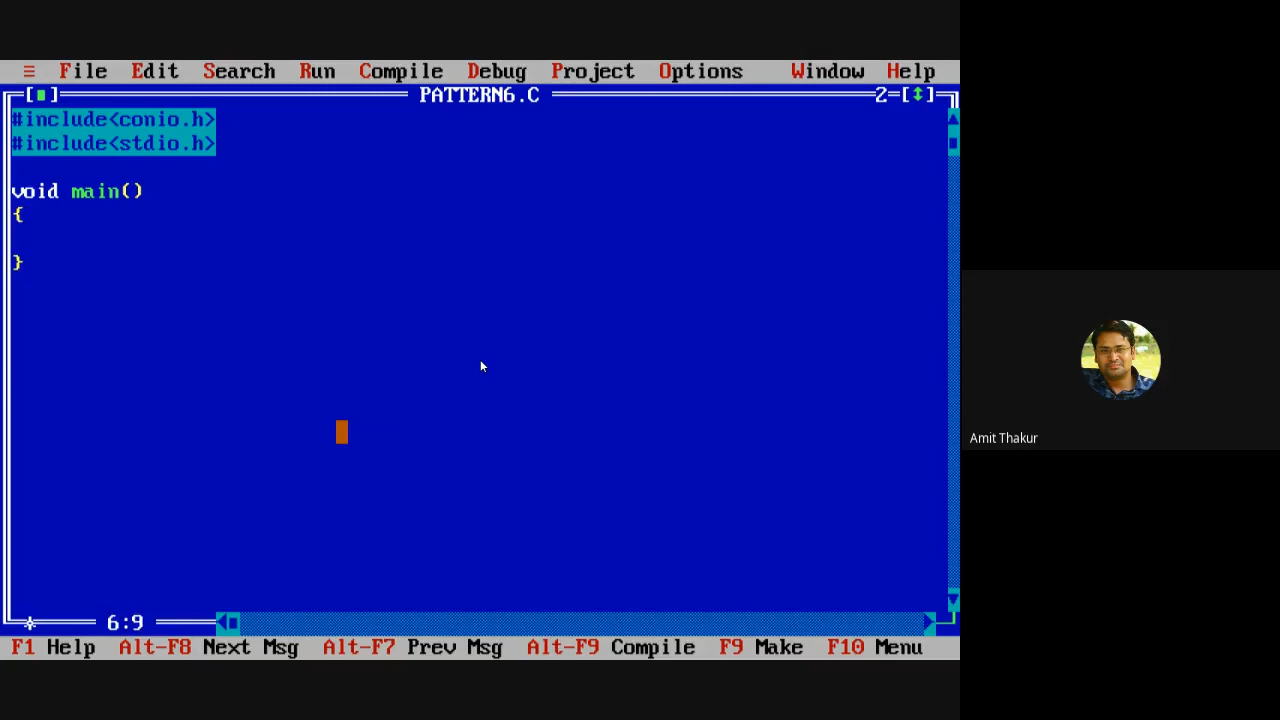 ≡ File Edit Search Run Compile Debug Project Options Window Help
[■] PATTERN6.C 2=[↕]
#include<conio.h>
#include<stdio.h>
void main()
{
}
6:9
F1 Help Alt-F8 Next Msg Alt-F7 Prev Msg Alt-F9 Compile F9 Make F10 Menu
Amit Thakur